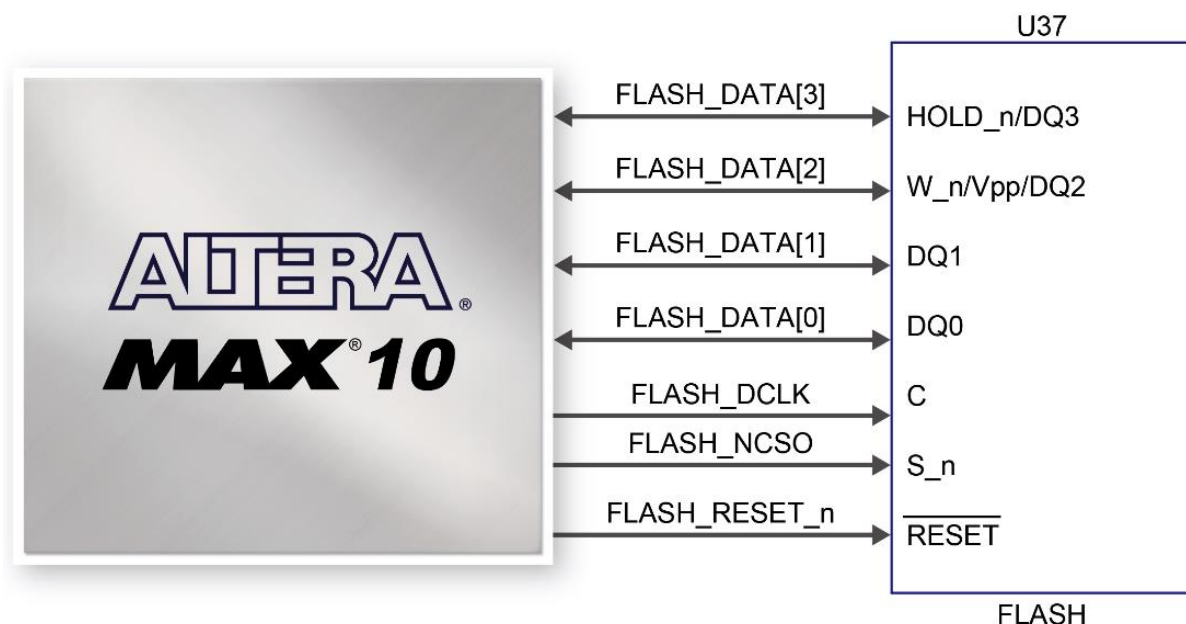 U37
FLASH_DATA[3]
HOLD_n/DQ3
FLASH_DATA[2]
W_n/Vpp/DQ2
FLASH_DATA[1]
DQ1
FLASH_DATA[0]
DQ0
ALTERA®
MAX® 10
FLASH_DCLK
C
FLASH_NCSO
S_n
FLASH_RESET_n
RESET
FLASH